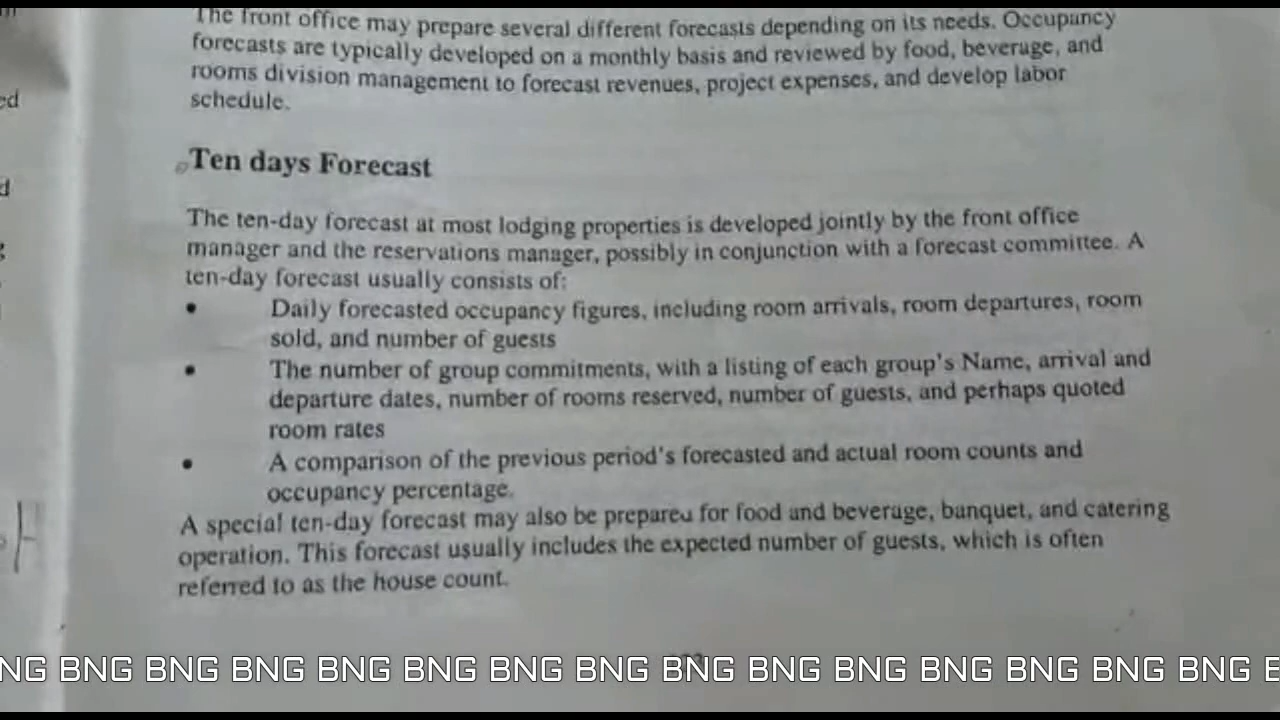 The front office may prepare several different forecasts depending on its needs. Occupancy
forecasts are typically developed on a monthly basis and reviewed by food, beverage, and
rooms division management to forecast revenues, project expenses, and develop labor
schedule.
Ten days Forecast
The ten-day forecast at most lodging properties is developed jointly by the front office
manager and the reservations manager, possibly in conjunction with a forecast committee. A
ten-day forecast usually consists of:
• Daily forecasted occupancy figures, including room arrivals, room departures, room
sold, and number of guests
• The number of group commitments, with a listing of each group's Name, arrival and
departure dates, number of rooms reserved, number of guests, and perhaps quoted
room rates
• A comparison of the previous period's forecasted and actual room counts and
occupancy percentage.
A special ten-day forecast may also be prepared for food and beverage, banquet, and catering
operation. This forecast usually includes the expected number of guests, which is often
referred to as the house count.
NG BNG BNG BNG BNG BNG BNG BNG BNG BNG BNG BNG BNG BNG BNG B